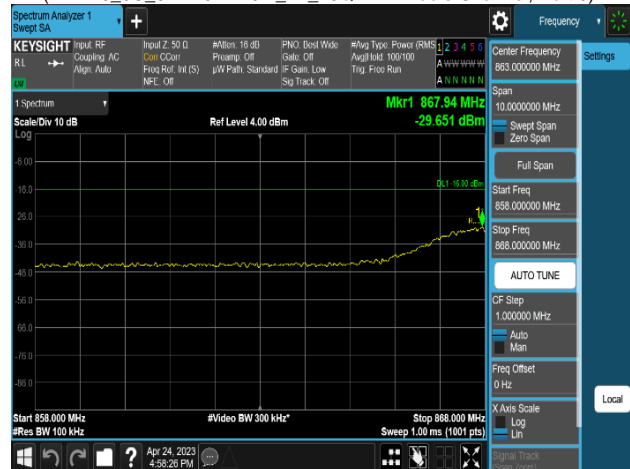 Spectrum Analyzer 1
Swept SA
+
Frequency
KEYSIGHT
RL
LW
Input: RF
Coupling: AC
Align: Auto
Input Z: 50 Ω
Corr CCorr
Freq Ref: Int (S)
NFE: Off
#Atten: 16 dB
Preamp: Off
µW Path: Standard
PNO: Best Wide
Gate: Off
IF Gain: Low
Sig Track: Off
#Avg Type: Power (RMS)
Avg|Hold: 100/100
Trig: Free Run
1 2 3 4 5 6
A W W W W W
A N N N N N
1 Spectrum
Scale/Div 10 dB
Log
Ref Level 4.00 dBm
Mkr1 867.94 MHz
-29.651 dBm
DL1 -16.00 dBm
1
-6.00
-16.0
-26.0
-36.0
-46.0
-56.0
-66.0
-76.0
-86.0
Start 858.000 MHz
#Res BW 100 kHz
#Video BW 300 kHz*
Stop 868.000 MHz
Sweep 1.00 ms (1001 pts)
Apr 24, 2023
4:58:26 PM
?
Center Frequency
863.000000 MHz
Span
10.0000000 MHz
Swept Span
Zero Span
Full Span
Start Freq
858.000000 MHz
Stop Freq
868.000000 MHz
AUTO TUNE
CF Step
1.000000 MHz
Auto
Man
Freq Offset
0 Hz
X Axis Scale
Log
Lin
Signal Track
(Span Zoom)
Settings
Local